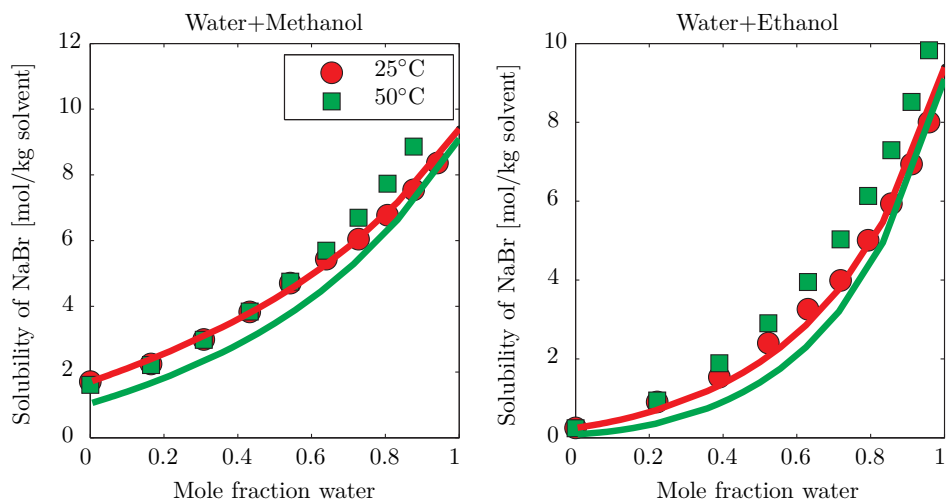 Water+Methanol
Solubility of NaBr [mol/kg solvent]
12
10
8
6
4
2
0
25°C
50°C
0 0.2 0.4 0.6 0.8 1
Mole fraction water
Water+Ethanol
Solubility of NaBr [mol/kg solvent]
10
8
6
4
2
0
0 0.2 0.4 0.6 0.8 1
Mole fraction water